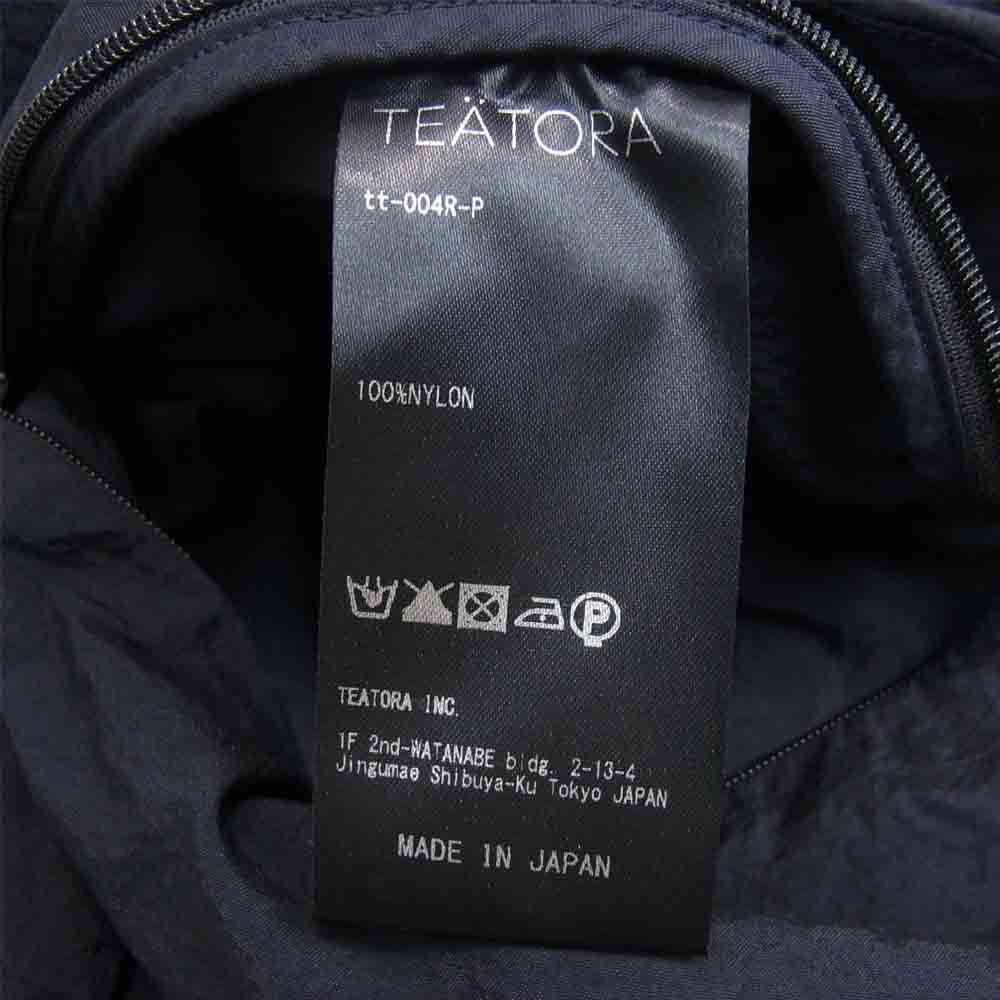 TEÄTORA
tt-004R-P
100%NYLON
P
TEATORA INC.
1F 2nd-WATANABE bldg. 2-13-4
Jingumae Shibuya-Ku Tokyo JAPAN
MADE IN JAPAN